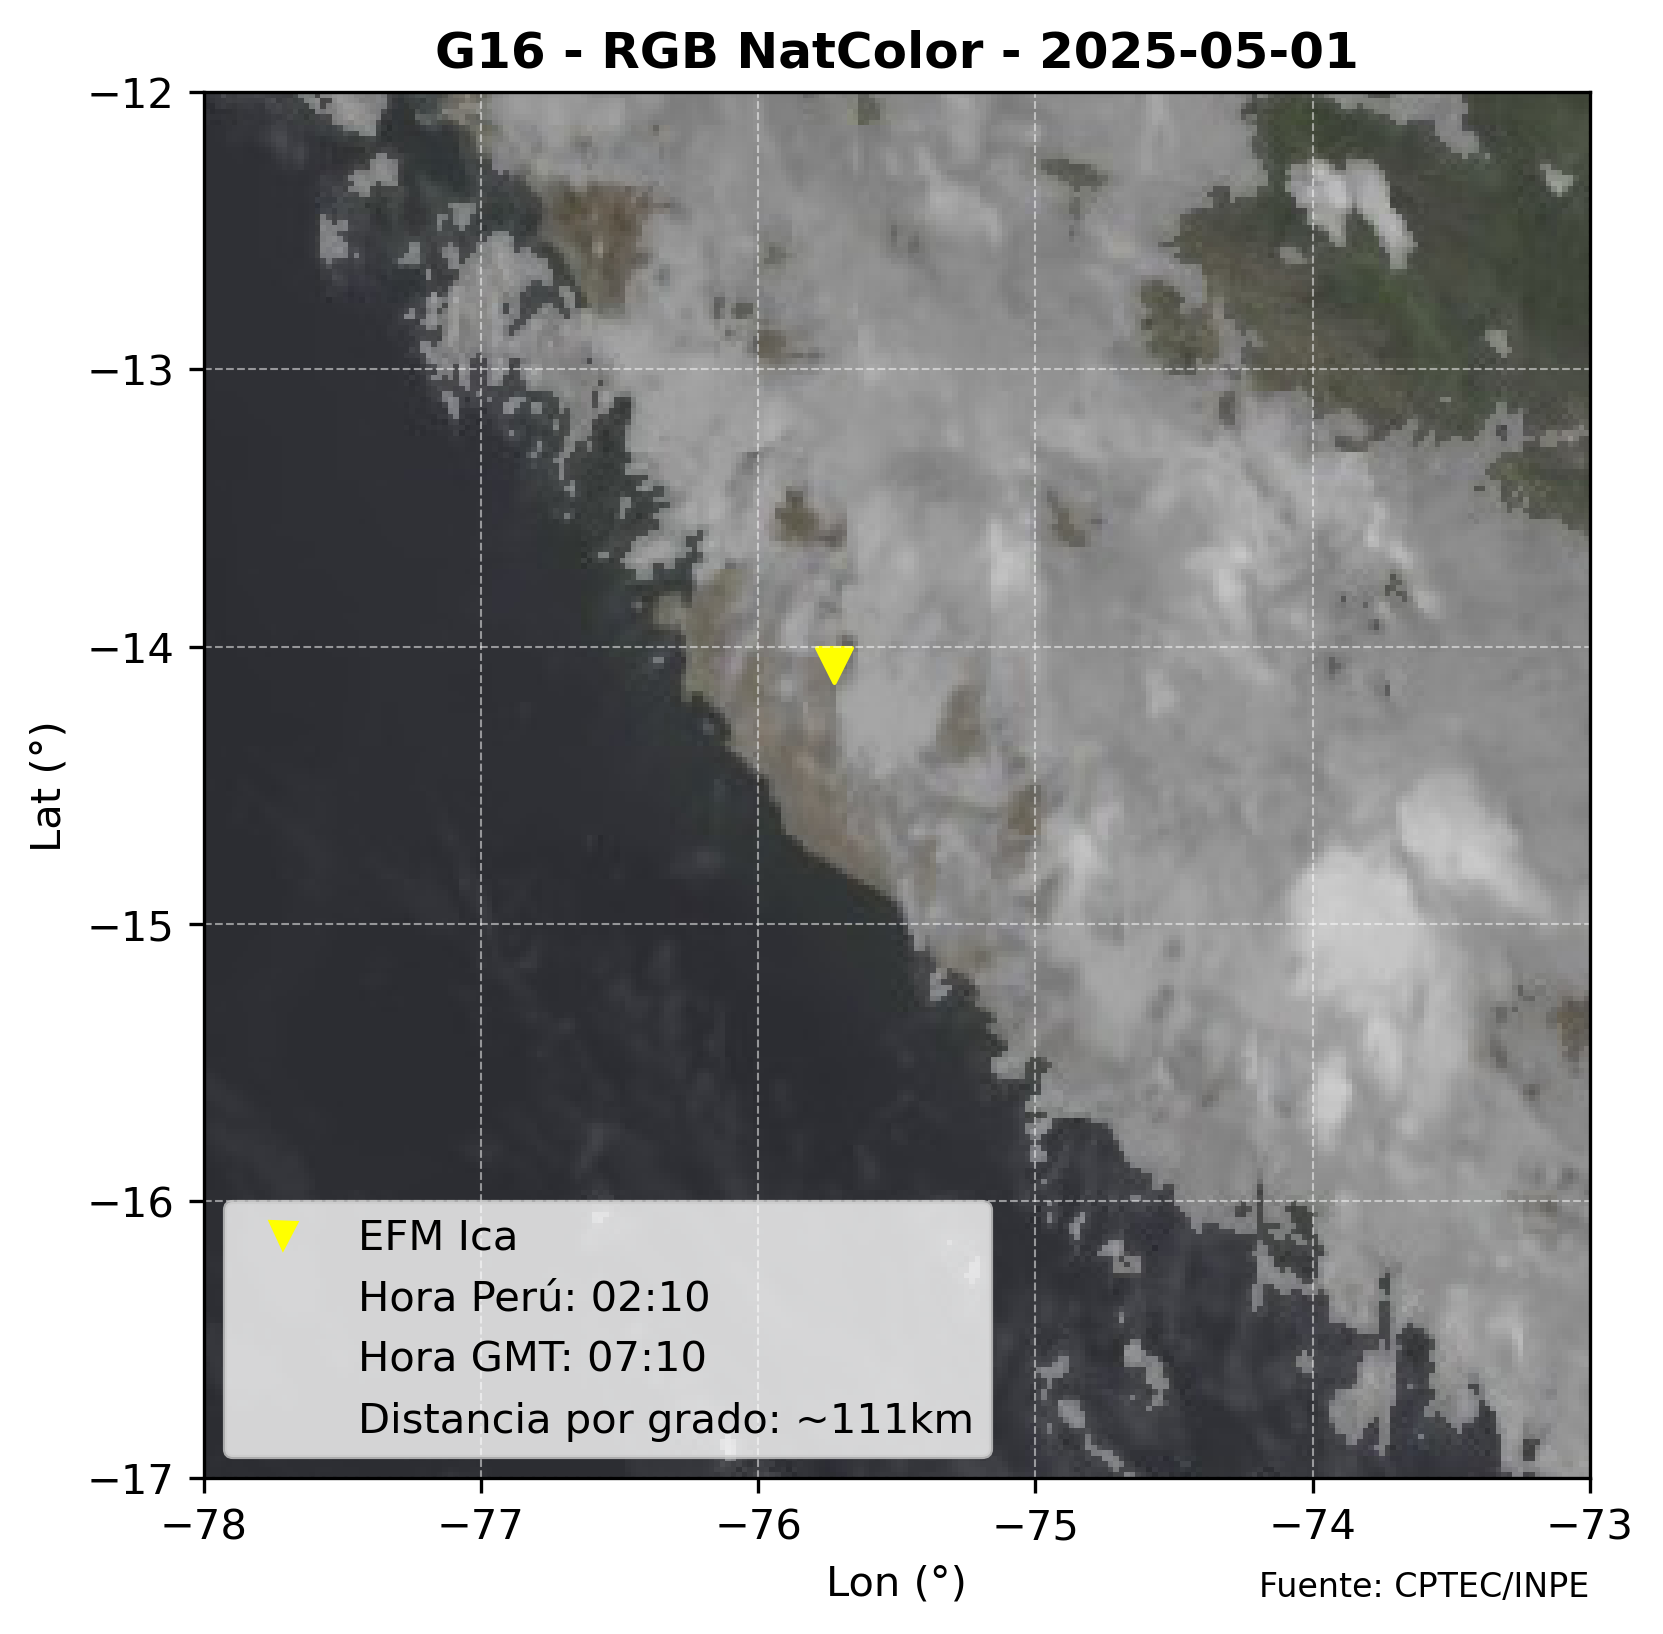 G16 - RGB NatColor - 2025-05-01
−12
−13
−14
−15
−16
−17
Lat (°)
EFM Ica
Hora Perú: 02:10
Hora GMT: 07:10
Distancia por grado: ~111km
−78 −77 −76 −75 −74 −73
Lon (°)
Fuente: CPTEC/INPE